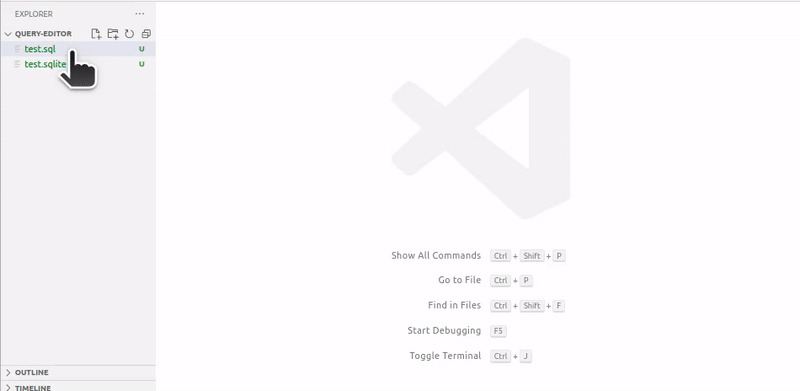 EXPLORER
QUERY-EDITOR
test.sql U
test.sqlite U
Show All Commands Ctrl + Shift + P
Go to File Ctrl + P
Find in Files Ctrl + Shift + F
Start Debugging F5
Toggle Terminal Ctrl + J
OUTLINE
TIMELINE